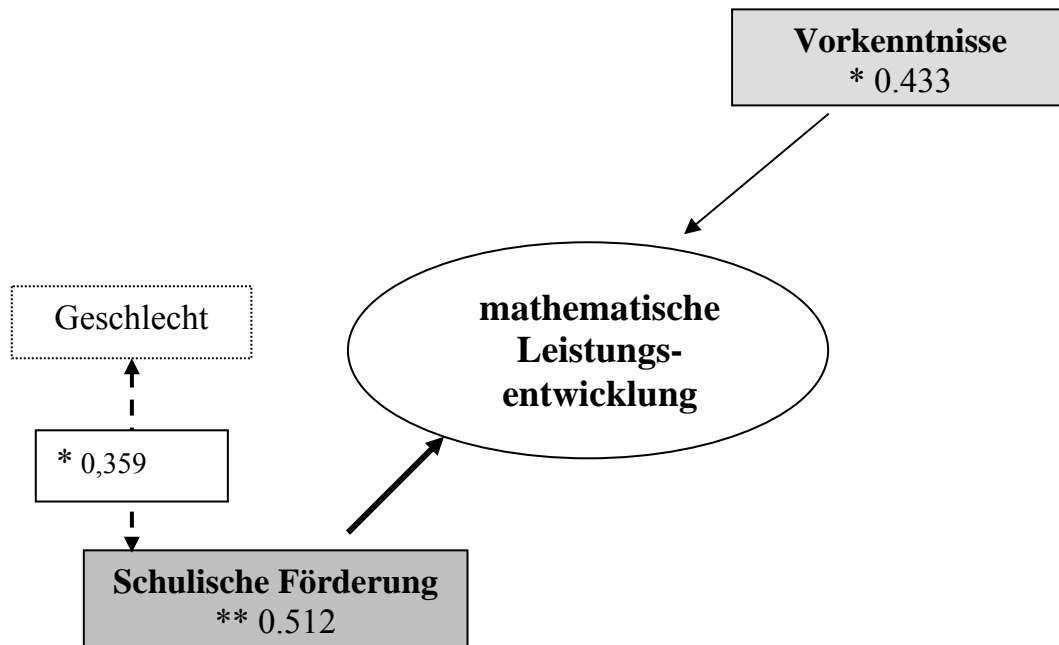 Vorkenntnisse
* 0.433
mathematische
Leistungs-
entwicklung
Geschlecht
* 0,359
Schulische Förderung
** 0.512